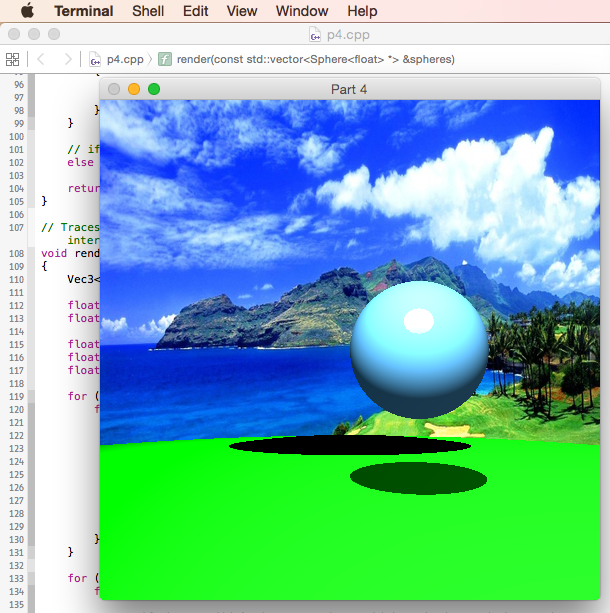 Terminal Shell Edit View Window Help
p4.cpp
p4.cpp render(const std::vector<Sphere<float> *> &spheres)
Part 4
96 {
97
98 }
99 }
100
101 // if
102 else
103
104 retur
105 }
106
107 // Traces
inter
108 void rend
109 {
110 Vec3<
111
112 float
113 float
114
115 float
116 float
117 float
118
119 for (
120 f
121
122
123
124
125
126
127
128
129
130 }
131 }
132
133 for (
134 f
135